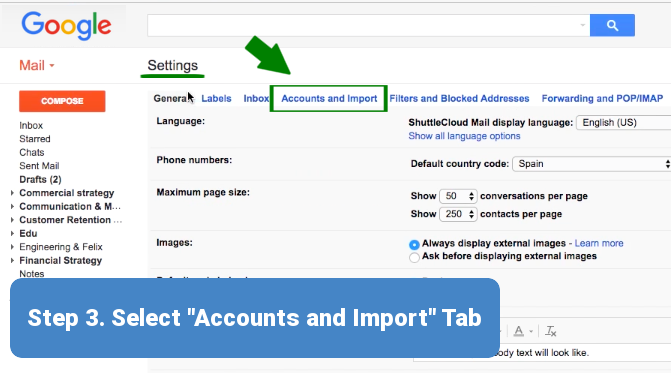 Google
Mail
Settings
COMPOSE
General Labels Inbox Accounts and Import Filters and Blocked Addresses Forwarding and POP/IMAP
Language:
ShuttleCloud Mail display language: English (US)
Show all language options
Phone numbers:
Default country code: Spain
Maximum page size:
Show 50 conversations per page
Show 250 contacts per page
Images:
Always display external images - Learn more
Ask before displaying external images
Inbox
Starred
Chats
Sent Mail
Drafts (2)
Commercial strategy
Communication & M...
Customer Retention ...
Edu
Engineering & Felix
Financial Strategy
Notes
Step 3. Select "Accounts and Import" Tab
body text will look like.